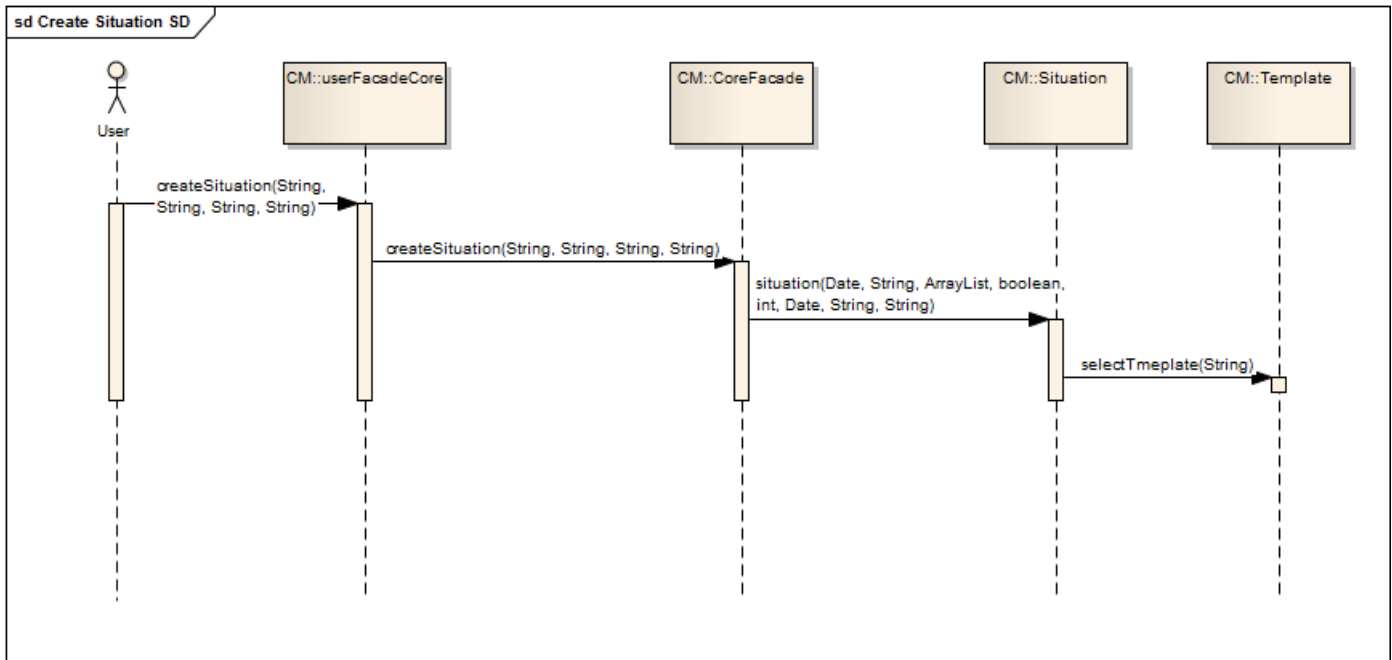 sd Create Situation SD
CM::userFacadeCore
CM::CoreFacade
CM::Situation
CM::Template
User
createSituation(String,
String, String, String)
createSituation(String, String, String, String)
situation(Date, String, ArrayList, boolean,
int, Date, String, String)
selectTmeplate(String)